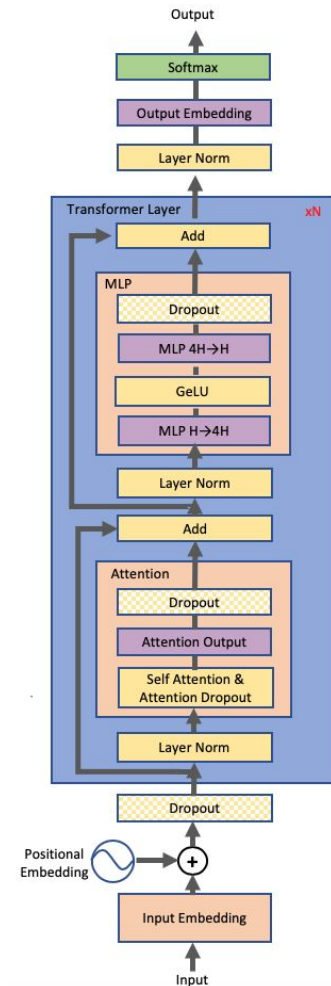 Output
Softmax
Output Embedding
Layer Norm
Transformer Layer
xN
Add
MLP
Dropout
MLP 4H→H
GeLU
MLP H→4H
Layer Norm
Add
Attention
Dropout
Attention Output
Self Attention &
Attention Dropout
Layer Norm
Dropout
Positional
Embedding
+
Input Embedding
Input